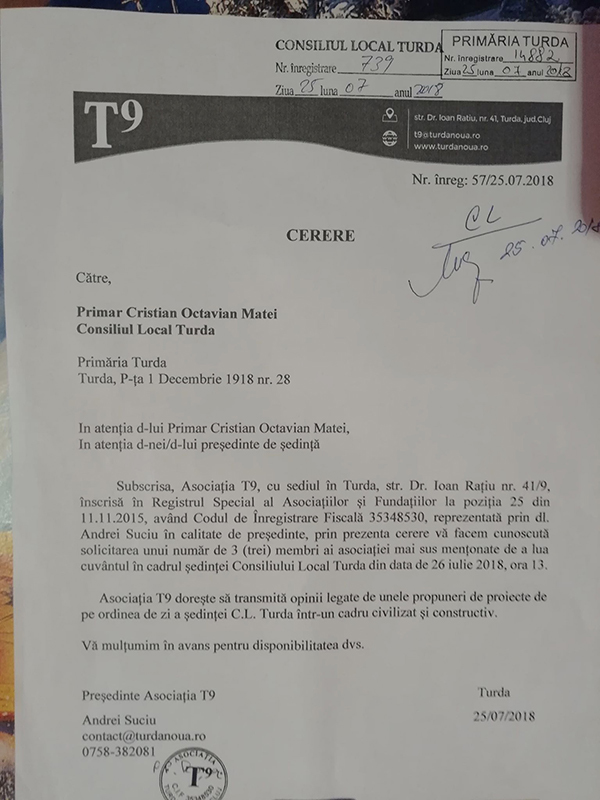 CONSILIUL LOCAL TURDA
Nr. înregistrare 739
Ziua 25 luna 07 anul 2018
PRIMĂRIA TURDA
Nr. înregistrare 14882
Ziua 25 luna 07 anul 2018
T9
str. Dr. Ioan Ratiu, nr. 41, Turda, jud.Cluj
t9@turdanoua.ro
www.turdanoua.ro
Nr. înreg: 57/25.07.2018
CL
25.07.2018
CERERE
Către,
Primar Cristian Octavian Matei
Consiliul Local Turda
Primăria Turda
Turda, P-ța 1 Decembrie 1918 nr. 28
In atenția d-lui Primar Cristian Octavian Matei,
In atenția d-nei/d-lui președinte de ședință
Subscrisa, Asociația T9, cu sediul în Turda, str. Dr. Ioan Rațiu nr. 41/9,
înscrisă în Registrul Special al Asociațiilor și Fundațiilor la poziția 25 din
11.11.2015, având Codul de Înregistrare Fiscală 35348530, reprezentată prin dl.
Andrei Suciu în calitate de președinte, prin prezenta cerere vă facem cunoscută
solicitarea unui număr de 3 (trei) membri ai asociației mai sus menționate de a lua
cuvântul în cadrul ședinței Consiliului Local Turda din data de 26 iulie 2018, ora 13.
Asociația T9 dorește să transmită opinii legate de unele propuneri de proiecte de
pe ordinea de zi a ședinței C.L. Turda într-un cadru civilizat și constructiv.
Vă mulțumim în avans pentru disponibilitatea dvs.
Președinte Asociația T9
Andrei Suciu
contact@turdanoua.ro
0758-382081
Turda
25/07/2018
ASOCIAȚIA
T9
C.I.F. 35348530